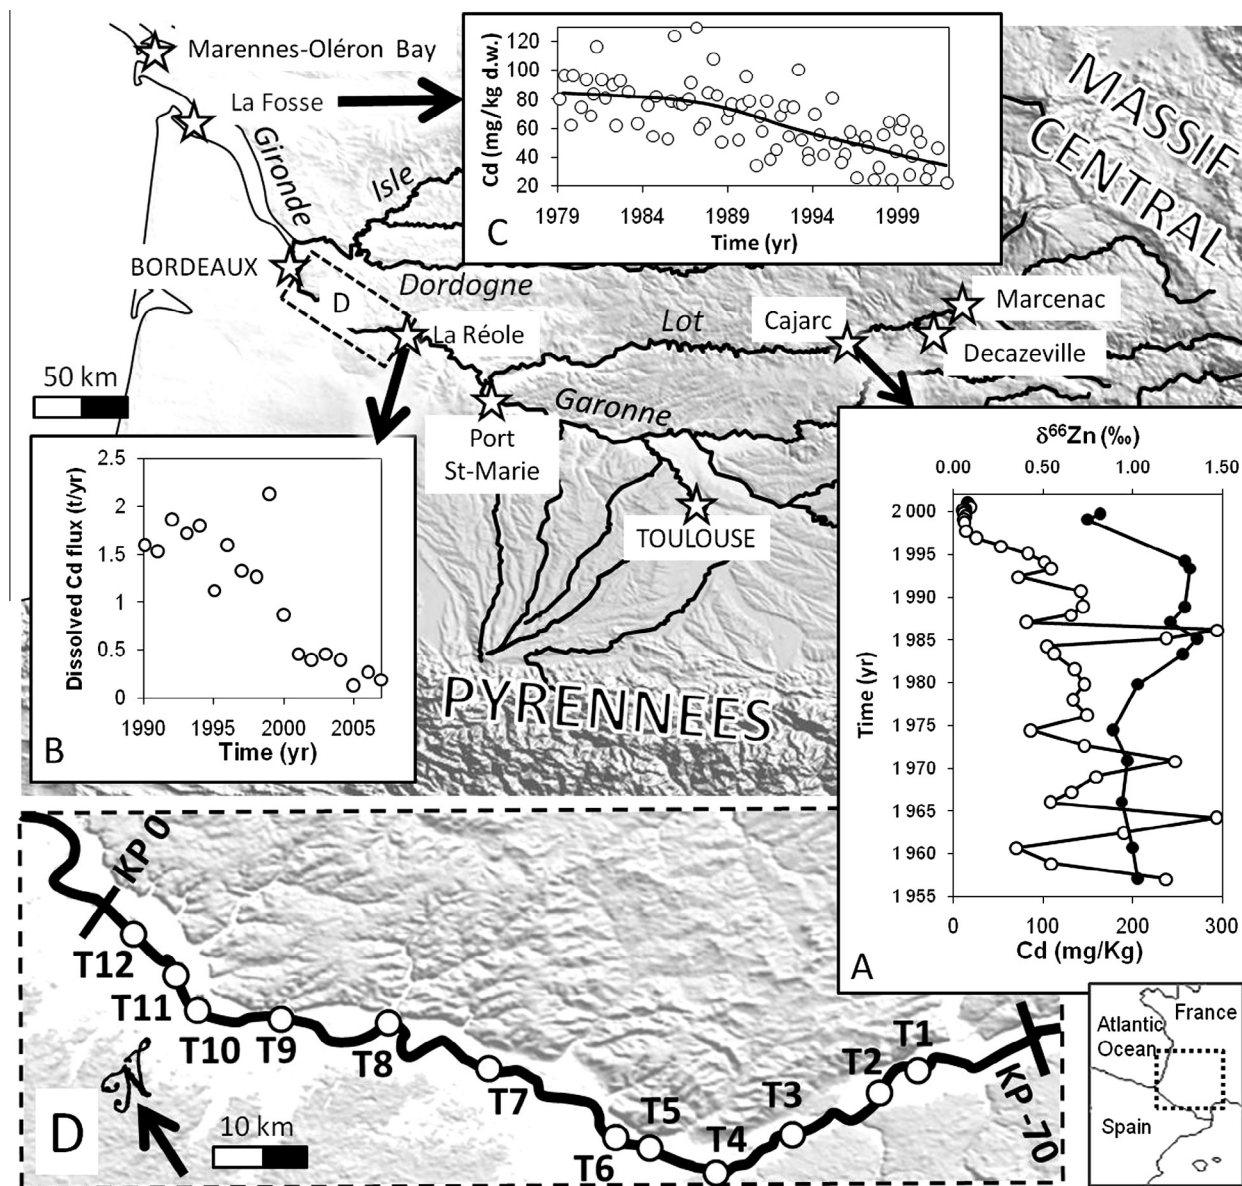 Marennes-Oléron Bay
La Fosse
Gironde
Isle
BORDEAUX
Dordogne
D
La Réole
Lot
Cajarc
Marcenac
Decazeville
MASSIF
CENTRAL
50 km
Garonne
Port
St-Marie
TOULOUSE
PYRENNEES
Cd (mg/kg d.w.)
120
100
80
60
40
20
1979 1984 1989 1994 1999
Time (yr)
C
Dissolved Cd flux (t/yr)
2.5
2
1.5
1
0.5
0
1990 1995 2000 2005
Time (yr)
B
δ66Zn (‰)
0.00 0.50 1.00 1.50
Time (yr)
2 000
1 995
1 990
1 985
1 980
1 975
1 970
1 965
1 960
1 955
0 100 200 300
Cd (mg/Kg)
A
KP 0
T12
T11
T10
T9
T8
T7
T6
T5
T4
T3
T2
T1
KP -70
N
10 km
D
France
Atlantic
Ocean
Spain